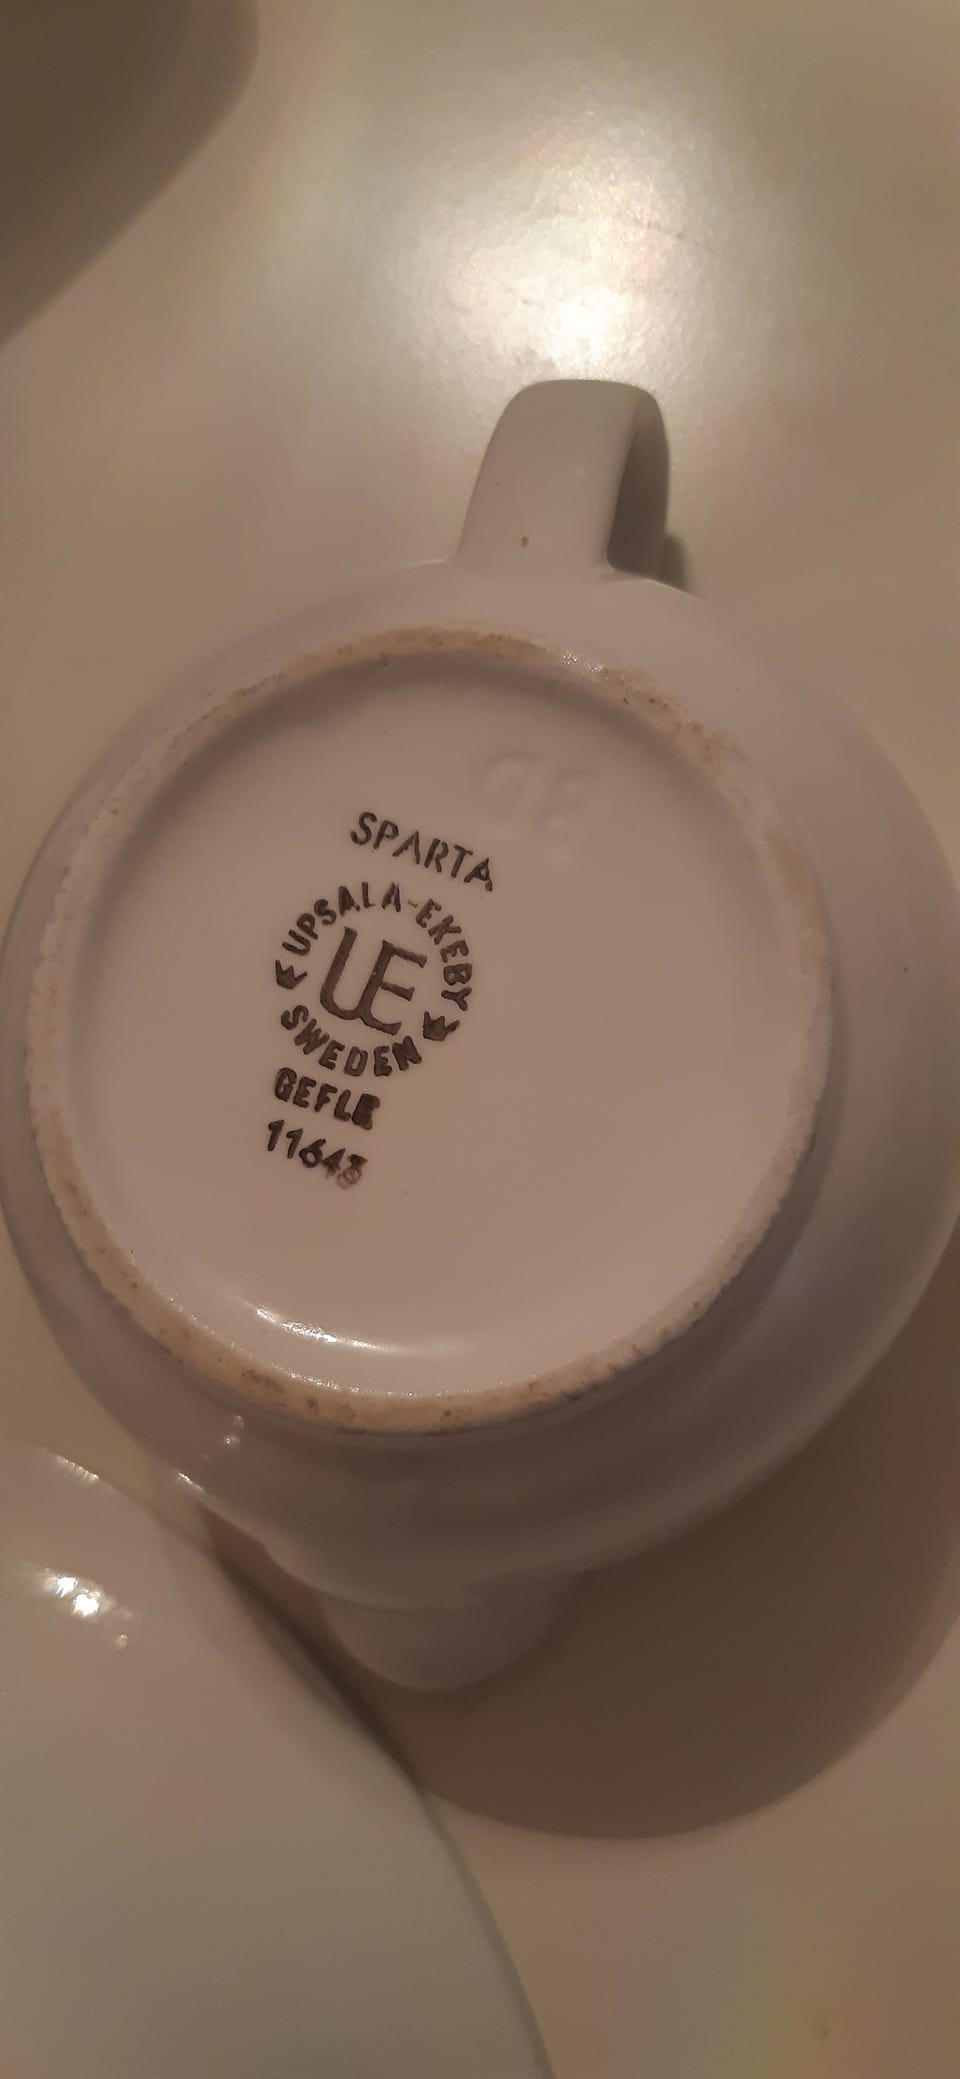 SPARTA
UPSALA-EKEBY
UE
SWEDEN
GEFLE